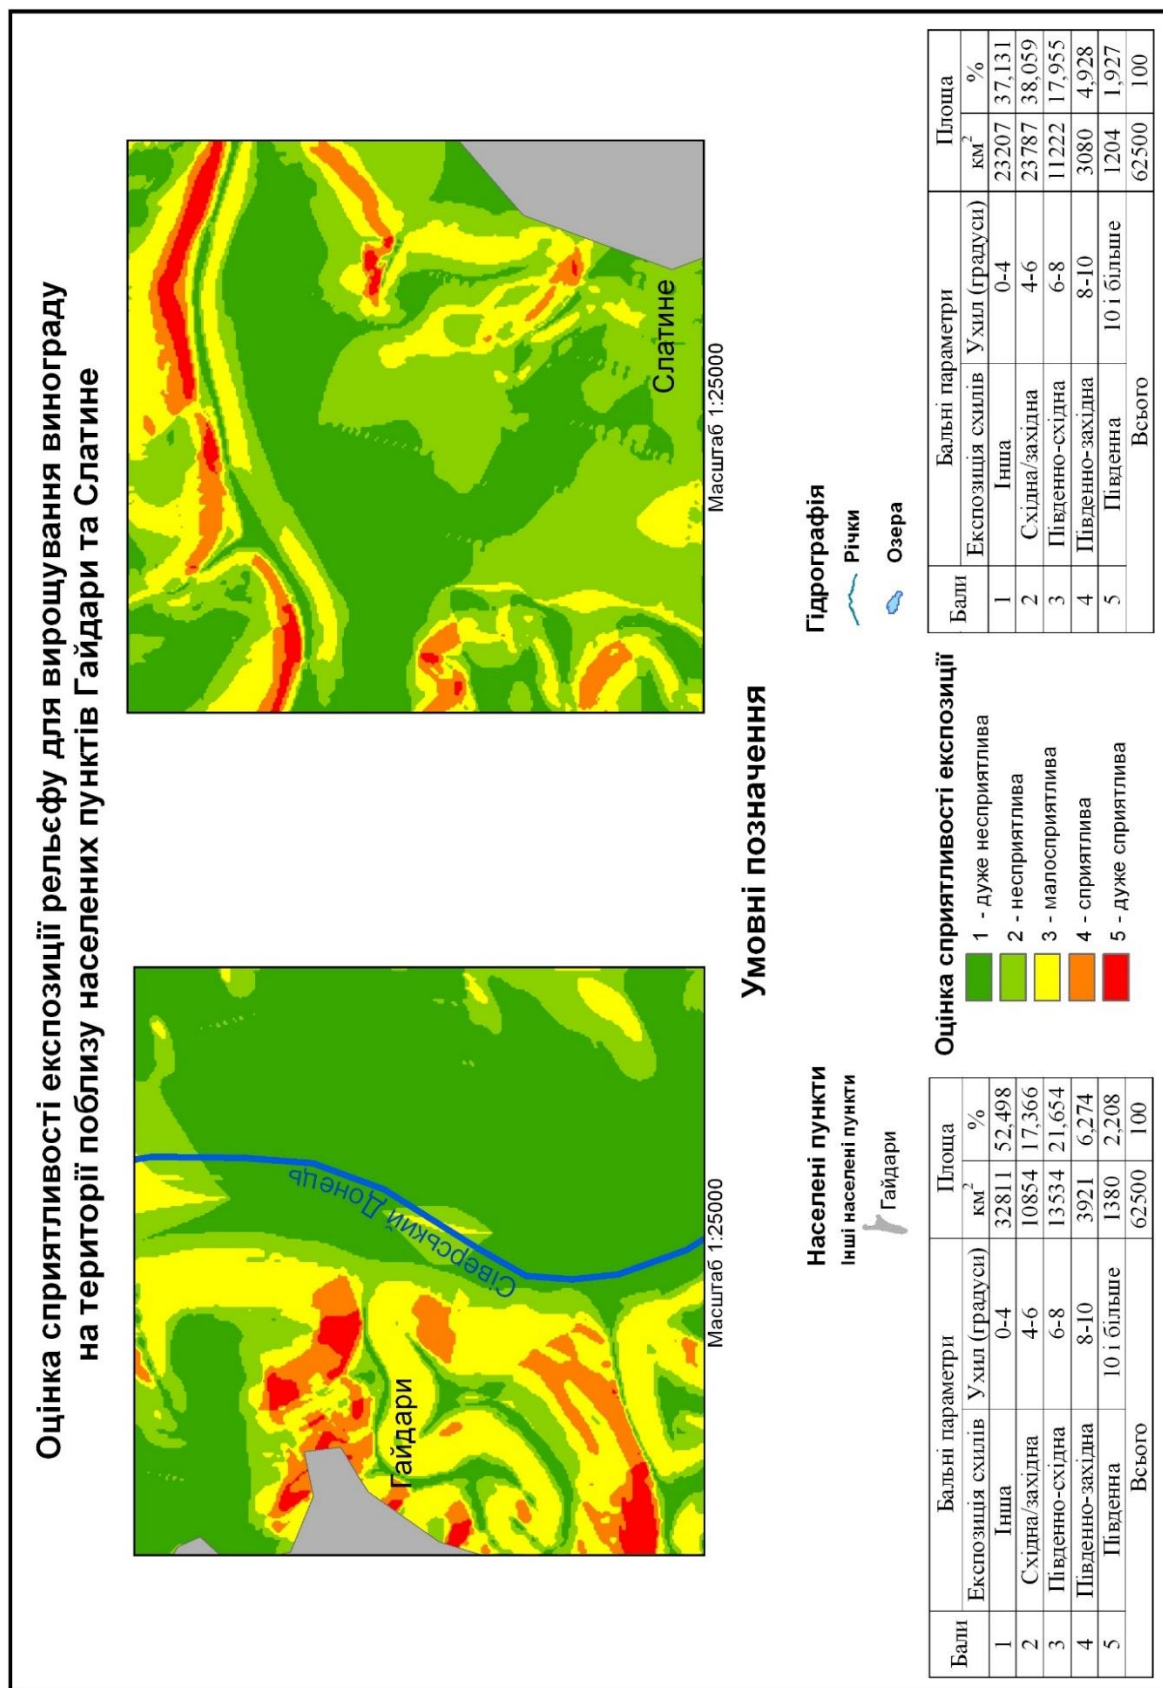 Оцінка сприятливості експозиції рельєфу для вирощування винограду
на території поблизу населених пунктів Гайдари та Слатине
Сіверський Донець
Гайдари
Масштаб 1:25000
Слатине
Масштаб 1:25000
Умовні позначення
Населені пункти
Інші населені пункти
Гайдари
Гідрографія
Річки
Озера
Бали Бальні параметри Площа
Експозиція схилів Ухил (градуси) км² %
1 Інша 0-4 32811 52,498
2 Східна/західна 4-6 10854 17,366
3 Південно-східна 6-8 13534 21,654
4 Південно-західна 8-10 3921 6,274
5 Південна 10 і більше 1380 2,208
Всього 62500 100
Оцінка сприятливості експозиції
1 - дуже несприятлива
2 - несприятлива
3 - малосприятлива
4 - сприятлива
5 - дуже сприятлива
Бали Бальні параметри Площа
Експозиція схилів Ухил (градуси) км² %
1 Інша 0-4 23207 37,131
2 Східна/західна 4-6 23787 38,059
3 Південно-східна 6-8 11222 17,955
4 Південно-західна 8-10 3080 4,928
5 Південна 10 і більше 1204 1,927
Всього 62500 100